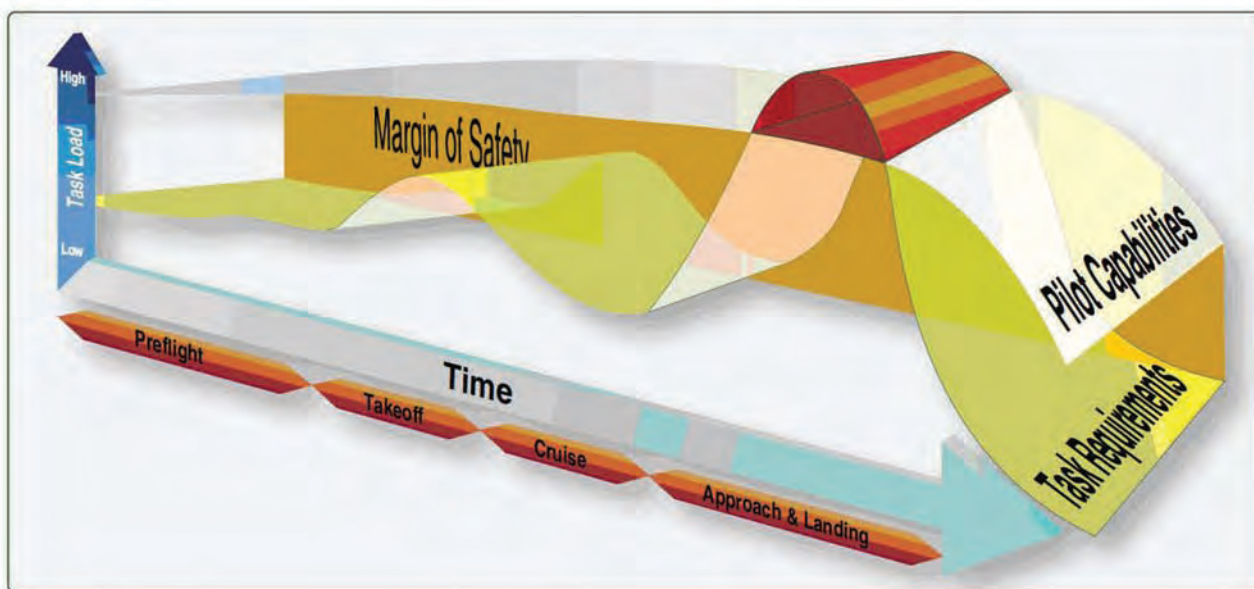 High
Task Load
Low
Margin of Safety
Pilot Capabilities
Task Requirements
Time
Preflight
Takeoff
Cruise
Approach & Landing